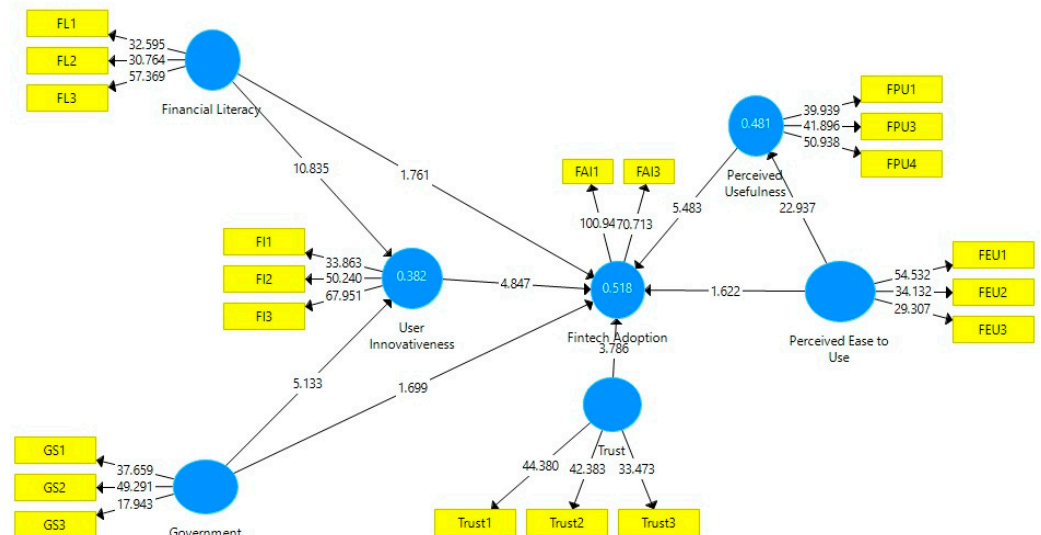 FL1
32.595
FL2
30.764
FL3
57.369
Financial Literacy
10.835
1.761
FI1
33.863
FI2
50.240
FI3
67.951
0.382
User
Innovativeness
4.847
5.133
1.699
GS1
37.659
GS2
49.291
GS3
17.943
Government
FAI1
FAI3
100.94
70.713
0.518
Fintech Adoption
3.786
Trust
44.380
42.383
33.473
Trust1
Trust2
Trust3
0.481
Perceived
Usefulness
5.483
22.937
1.622
FPU1
39.939
FPU3
41.896
FPU4
50.938
Perceived Ease to
Use
FEU1
54.532
FEU2
34.132
FEU3
29.307